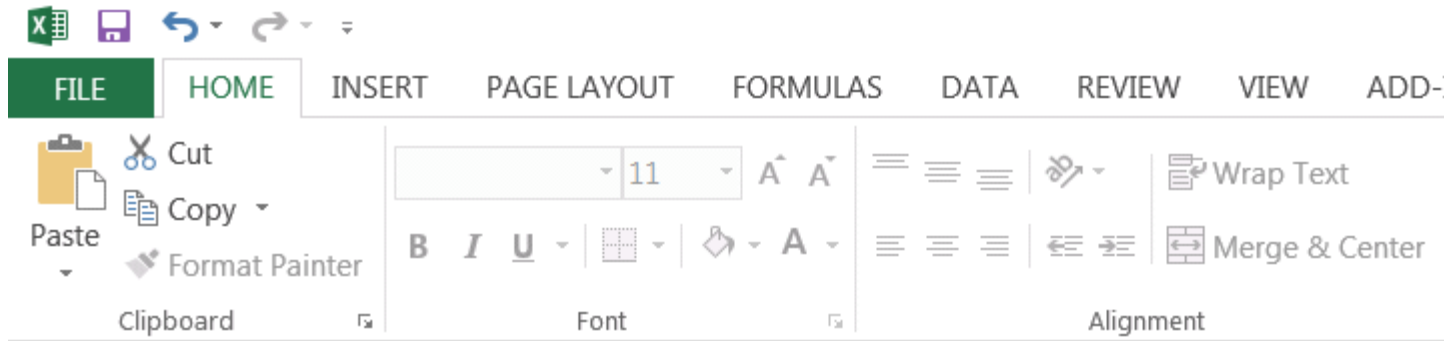 FILE HOME INSERT PAGE LAYOUT FORMULAS DATA REVIEW VIEW ADD-
Cut
Copy
Paste
Format Painter
Clipboard
11
A A
B I U A
Font
Wrap Text
Merge & Center
Alignment